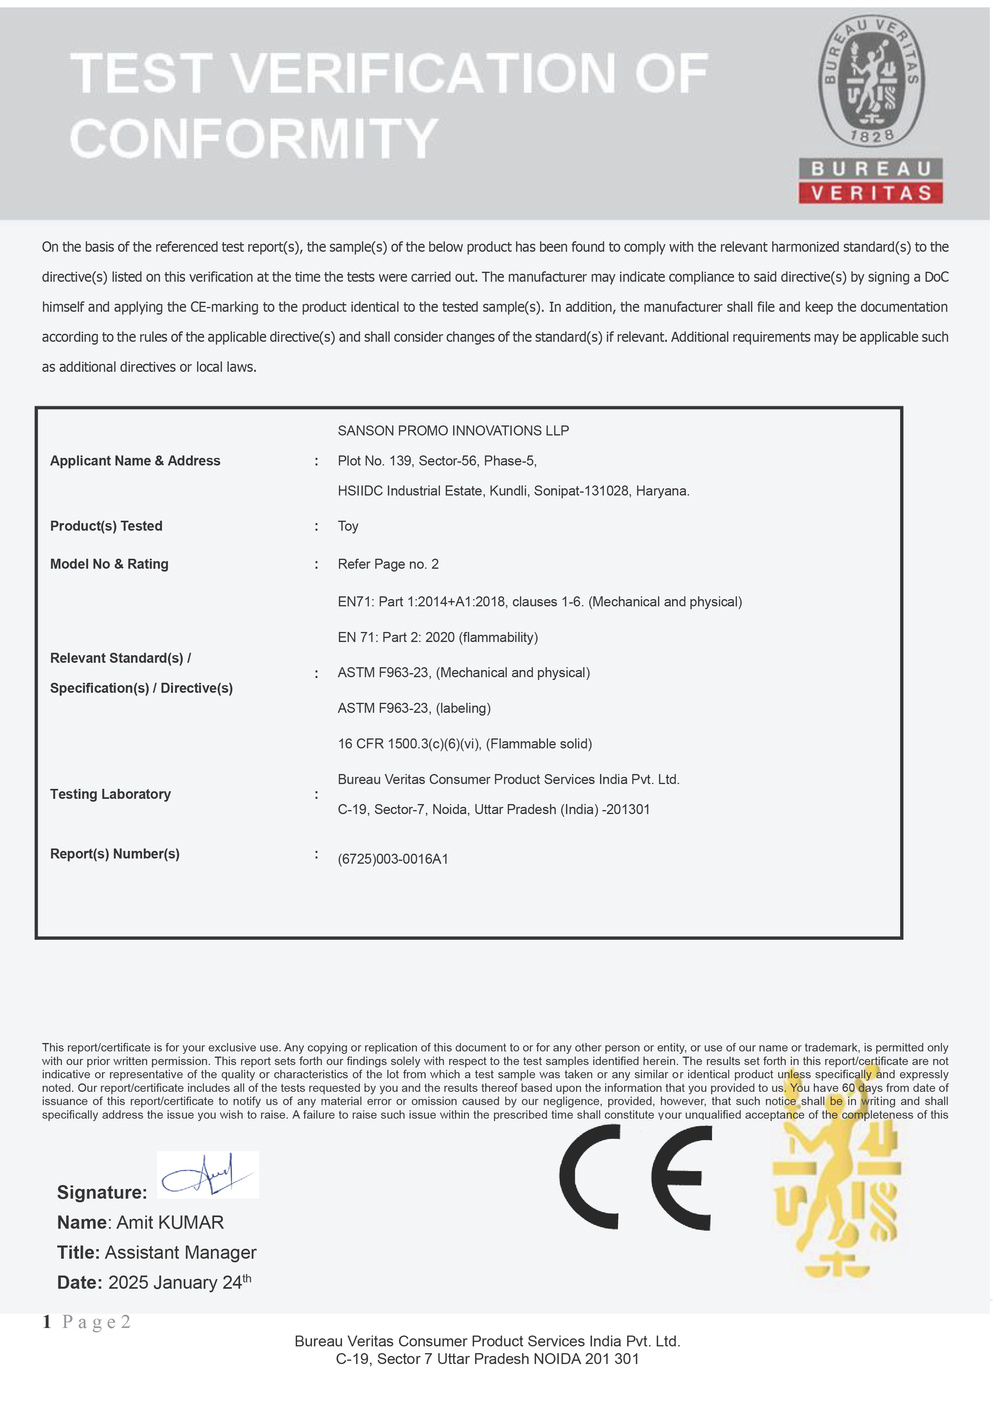 TEST VERIFICATION OF
CONFORMITY
BUREAU VERITAS
1828
BUREAU
VERITAS
On the basis of the referenced test report(s), the sample(s) of the below product has been found to comply with the relevant harmonized standard(s) to the
directive(s) listed on this verification at the time the tests were carried out. The manufacturer may indicate compliance to said directive(s) by signing a DoC
himself and applying the CE-marking to the product identical to the tested sample(s). In addition, the manufacturer shall file and keep the documentation
according to the rules of the applicable directive(s) and shall consider changes of the standard(s) if relevant. Additional requirements may be applicable such
as additional directives or local laws.
SANSON PROMO INNOVATIONS LLP
Applicant Name & Address : Plot No. 139, Sector-56, Phase-5,
HSIIDC Industrial Estate, Kundli, Sonipat-131028, Haryana.
Product(s) Tested : Toy
Model No & Rating : Refer Page no. 2
EN71: Part 1:2014+A1:2018, clauses 1-6. (Mechanical and physical)
EN 71: Part 2: 2020 (flammability)
Relevant Standard(s) /
Specification(s) / Directive(s)
: ASTM F963-23, (Mechanical and physical)
ASTM F963-23, (labeling)
16 CFR 1500.3(c)(6)(vi), (Flammable solid)
Bureau Veritas Consumer Product Services India Pvt. Ltd.
Testing Laboratory :
C-19, Sector-7, Noida, Uttar Pradesh (India) -201301
Report(s) Number(s) : (6725)003-0016A1
This report/certificate is for your exclusive use. Any copying or replication of this document to or for any other person or entity, or use of our name or trademark, is permitted only
with our prior written permission. This report sets forth our findings solely with respect to the test samples identified herein. The results set forth in this report/certificate are not
indicative or representative of the quality or characteristics of the lot from which a test sample was taken or any similar or identical product unless specifically and expressly
noted. Our report/certificate includes all of the tests requested by you and the results thereof based upon the information that you provided to us. You have 60 days from date of
issuance of this report/certificate to notify us of any material error or omission caused by our negligence, provided, however, that such notice shall be in writing and shall
specifically address the issue you wish to raise. A failure to raise such issue within the prescribed time shall constitute your unqualified acceptance of the completeness of this
CE
Signature:
Name: Amit KUMAR
Title: Assistant Manager
Date: 2025 January 24th
1 Page2
Bureau Veritas Consumer Product Services India Pvt. Ltd.
C-19, Sector 7 Uttar Pradesh NOIDA 201 301